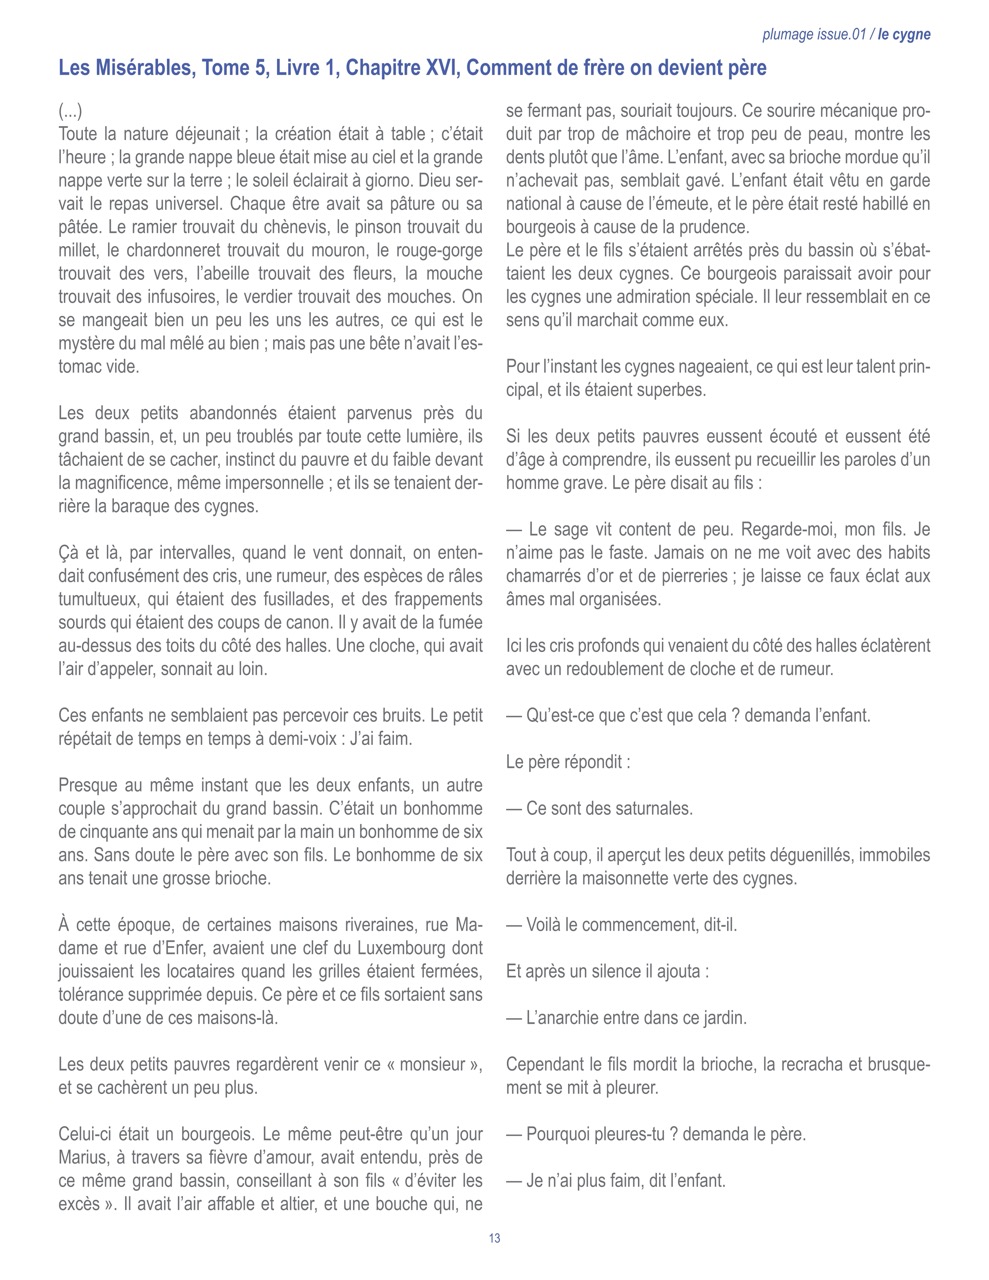 plumage issue.01 / le cygne
Les Misérables, Tome 5, Livre 1, Chapitre XVI, Comment de frère on devient père
(...)
Toute la nature déjeunait ; la création était à table ; c’était
l’heure ; la grande nappe bleue était mise au ciel et la grande
nappe verte sur la terre ; le soleil éclairait à giorno. Dieu ser-
vait le repas universel. Chaque être avait sa pâture ou sa
pâtée. Le ramier trouvait du chènevis, le pinson trouvait du
millet, le chardonneret trouvait du mouron, le rouge-gorge
trouvait des vers, l’abeille trouvait des fleurs, la mouche
trouvait des infusoires, le verdier trouvait des mouches. On
se mangeait bien un peu les uns les autres, ce qui est le
mystère du mal mêlé au bien ; mais pas une bête n’avait l’es-
tomac vide.
Les deux petits abandonnés étaient parvenus près du
grand bassin, et, un peu troublés par toute cette lumière, ils
tâchaient de se cacher, instinct du pauvre et du faible devant
la magnificence, même impersonnelle ; et ils se tenaient der-
rière la baraque des cygnes.
Çà et là, par intervalles, quand le vent donnait, on enten-
dait confusément des cris, une rumeur, des espèces de râles
tumultueux, qui étaient des fusillades, et des frappements
sourds qui étaient des coups de canon. Il y avait de la fumée
au-dessus des toits du côté des halles. Une cloche, qui avait
l’air d’appeler, sonnait au loin.
Ces enfants ne semblaient pas percevoir ces bruits. Le petit
répétait de temps en temps à demi-voix : J’ai faim.
Presque au même instant que les deux enfants, un autre
couple s’approchait du grand bassin. C’était un bonhomme
de cinquante ans qui menait par la main un bonhomme de six
ans. Sans doute le père avec son fils. Le bonhomme de six
ans tenait une grosse brioche.
À cette époque, de certaines maisons riveraines, rue Ma-
dame et rue d’Enfer, avaient une clef du Luxembourg dont
jouissaient les locataires quand les grilles étaient fermées,
tolérance supprimée depuis. Ce père et ce fils sortaient sans
doute d’une de ces maisons-là.
Les deux petits pauvres regardèrent venir ce « monsieur »,
et se cachèrent un peu plus.
Celui-ci était un bourgeois. Le même peut-être qu’un jour
Marius, à travers sa fièvre d’amour, avait entendu, près de
ce même grand bassin, conseillant à son fils « d’éviter les
excès ». Il avait l’air affable et altier, et une bouche qui, ne
se fermant pas, souriait toujours. Ce sourire mécanique pro-
duit par trop de mâchoire et trop peu de peau, montre les
dents plutôt que l’âme. L’enfant, avec sa brioche mordue qu’il
n’achevait pas, semblait gavé. L’enfant était vêtu en garde
national à cause de l’émeute, et le père était resté habillé en
bourgeois à cause de la prudence.
Le père et le fils s’étaient arrêtés près du bassin où s’ébat-
taient les deux cygnes. Ce bourgeois paraissait avoir pour
les cygnes une admiration spéciale. Il leur ressemblait en ce
sens qu’il marchait comme eux.
Pour l’instant les cygnes nageaient, ce qui est leur talent prin-
cipal, et ils étaient superbes.
Si les deux petits pauvres eussent écouté et eussent été
d’âge à comprendre, ils eussent pu recueillir les paroles d’un
homme grave. Le père disait au fils :
— Le sage vit content de peu. Regarde-moi, mon fils. Je
n’aime pas le faste. Jamais on ne me voit avec des habits
chamarrés d’or et de pierreries ; je laisse ce faux éclat aux
âmes mal organisées.
Ici les cris profonds qui venaient du côté des halles éclatèrent
avec un redoublement de cloche et de rumeur.
— Qu’est-ce que c’est que cela ? demanda l’enfant.
Le père répondit :
— Ce sont des saturnales.
Tout à coup, il aperçut les deux petits déguenillés, immobiles
derrière la maisonnette verte des cygnes.
— Voilà le commencement, dit-il.
Et après un silence il ajouta :
— L’anarchie entre dans ce jardin.
Cependant le fils mordit la brioche, la recracha et brusque-
ment se mit à pleurer.
— Pourquoi pleures-tu ? demanda le père.
— Je n’ai plus faim, dit l’enfant.
13